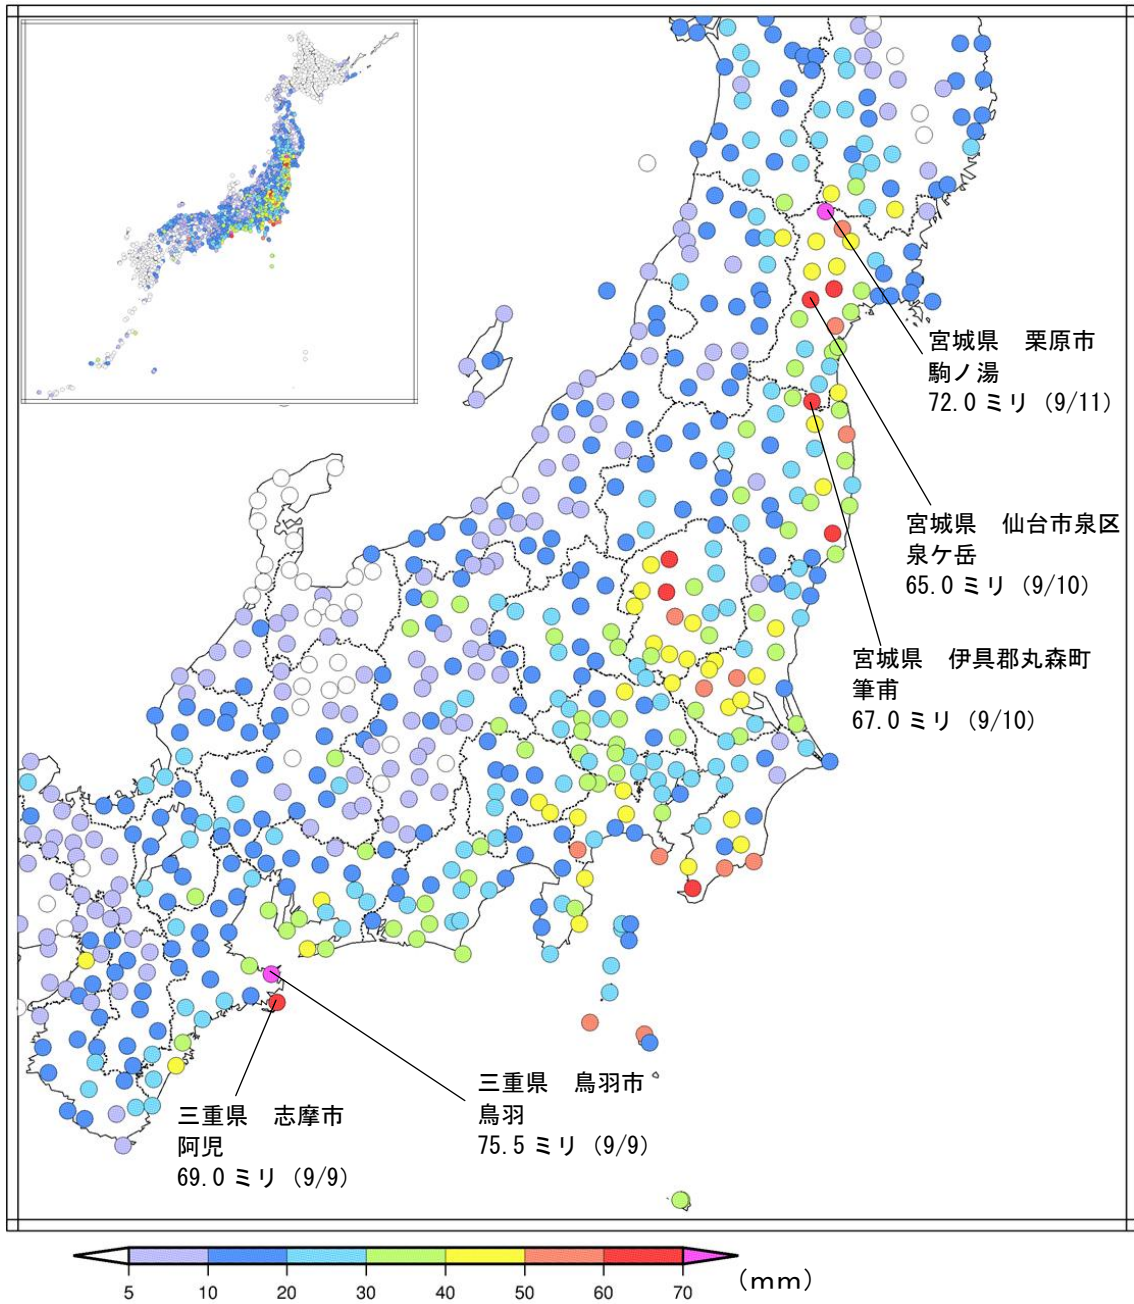 宮城県　栗原市
駒ノ湯
72.0 ミリ (9/11)
宮城県　仙台市泉区
泉ケ岳
65.0 ミリ (9/10)
宮城県　伊具郡丸森町
筆甫
67.0 ミリ (9/10)
三重県　鳥羽市
鳥羽
75.5 ミリ (9/9)
三重県　志摩市
阿児
69.0 ミリ (9/9)
5 10 20 30 40 50 60 70 (mm)